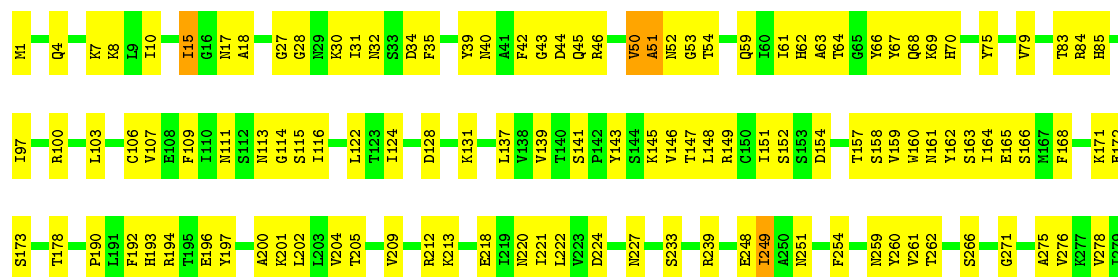 M1 Q4 K7 K8 L9 I10 I15 G16 N17 A18 G27 G28 N29 K30 I31 N32 S33 D34 F35 Y39 N40 A41 F42 G43 D44 Q45 R46 V50 A51 N52 G53 T54 Q59 I60 I61 H62 A63 T64 G65 Y66 Y67 Q68 K69 H70 Y75 V79 T83 R84 H85
I97 R100 L103 C106 V107 E108 F109 I110 N111 S112 N113 G114 S115 I116 L122 T123 I124 D128 K131 L137 V138 V139 T140 S141 P142 Y143 S144 K145 V146 T147 L148 R149 C150 I151 S152 S153 D154 T157 S158 V159 W160 N161 Y162 S163 I164 E165 S166 M167 F168 K171
S173 T178 P190 L191 F192 H193 R194 T195 E196 Y197 A200 K201 L202 L203 V204 T205 V209 R212 K213 E218 I219 N220 I221 L222 V223 D224 N227 S233 R239 E248 I249 A250 N251 F254 N259 Y260 V261 T262 S266 G271 A275 V276 K277 V278